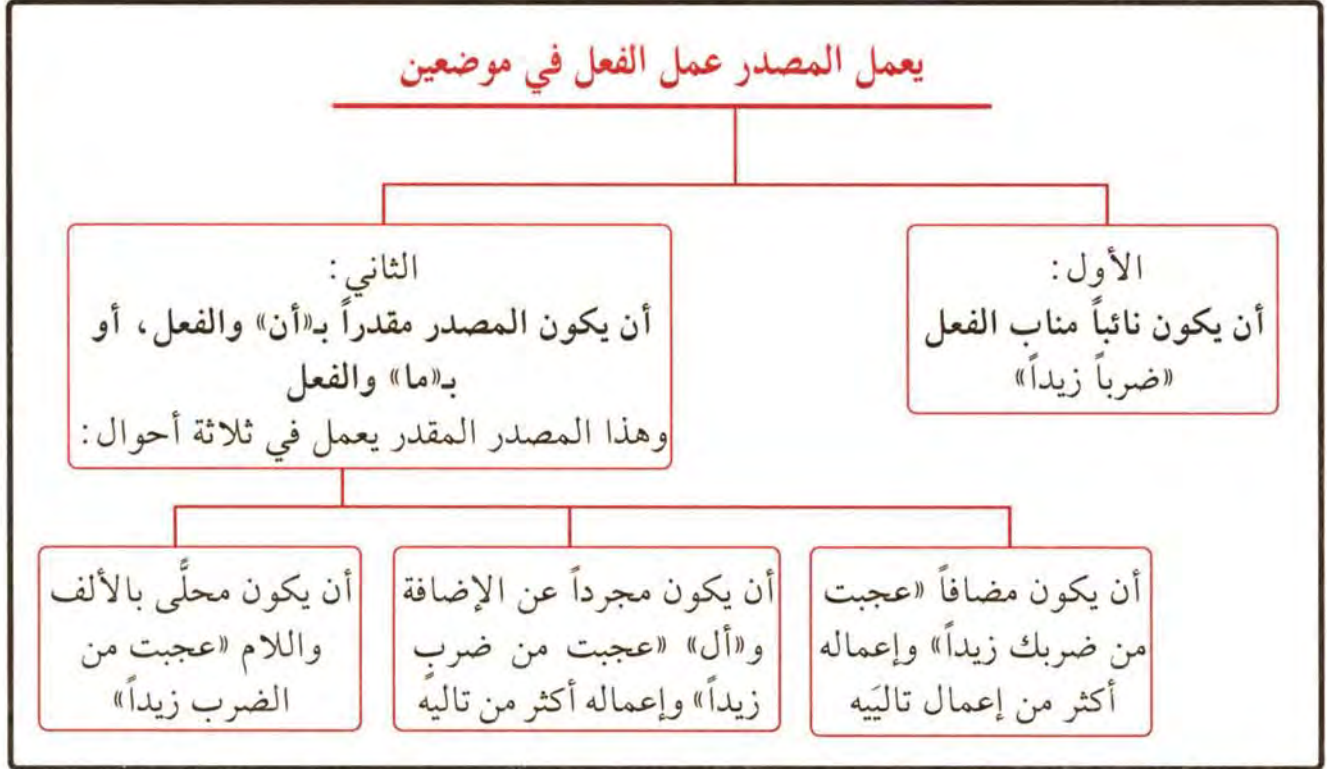 يعمل المصدر عمل الفعل في موضعين
الأول:
أن يكون نائباً مناب الفعل
«ضرباً زيداً»
الثاني:
أن يكون المصدر مقدراً بـ«أن» والفعل، أو
بـ«ما» والفعل
وهذا المصدر المقدر يعمل في ثلاثة أحوال:
أن يكون مضافاً «عجبت
من ضربك زيداً» وإعماله
أكثر من إعمال تاليَيه
أن يكون مجرداً عن الإضافة
و«أل» «عجبت من ضربٍ
زيداً» وإعماله أكثر من تاليه
أن يكون محلَّى بالألف
واللام «عجبت من
الضرب زيداً»